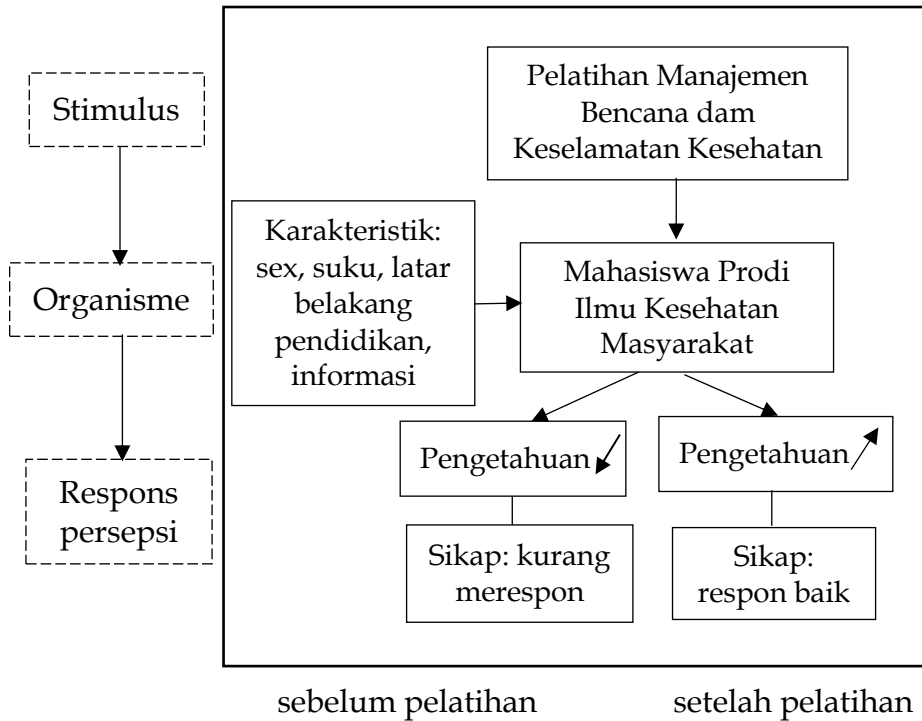 Stimulus
Organisme
Respons
persepsi
Pelatihan Manajemen
Bencana dam
Keselamatan Kesehatan
Karakteristik:
sex, suku, latar
belakang
pendidikan,
informasi
Mahasiswa Prodi
Ilmu Kesehatan
Masyarakat
Pengetahuan
Pengetahuan
Sikap: kurang
merespon
Sikap:
respon baik
sebelum pelatihan
setelah pelatihan